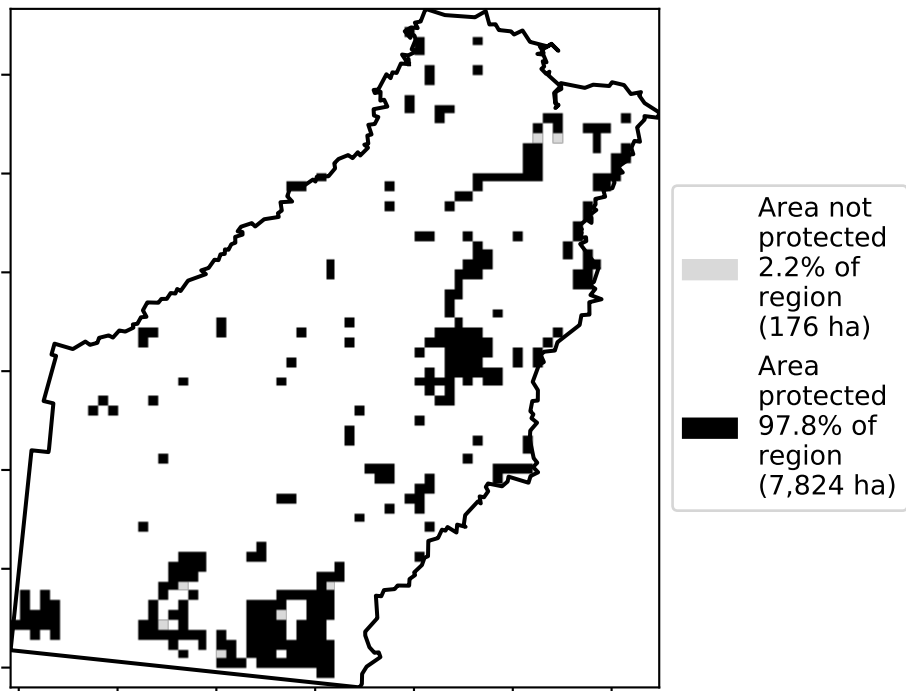 Area not
protected
2.2% of
region
(176 ha)
Area
protected
97.8% of
region
(7,824 ha)